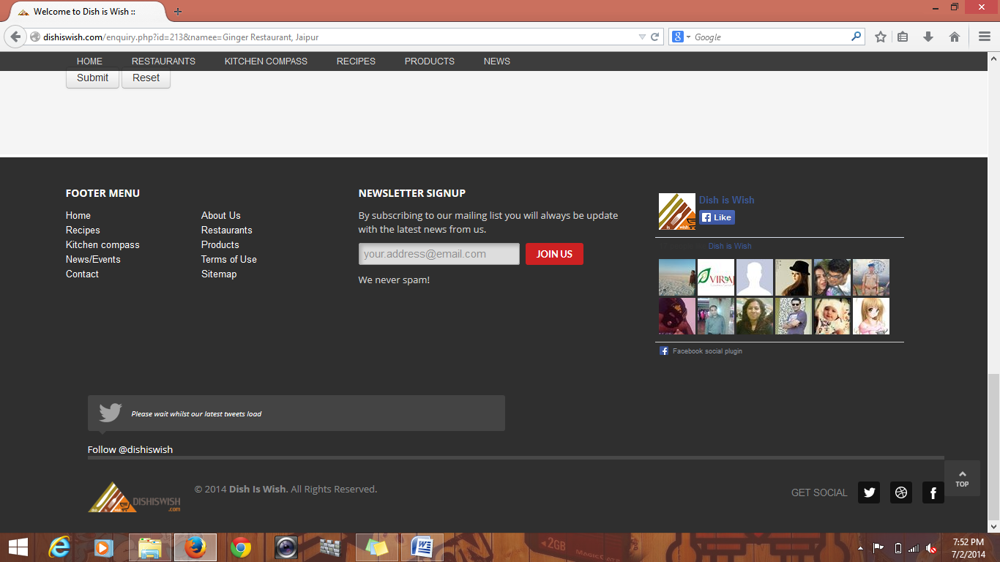 Welcome to Dish is Wish ::
dishiswish.com/enquiry.php?id=213&namee=Ginger Restaurant, Jaipur
Google
HOME RESTAURANTS KITCHEN COMPASS RECIPES PRODUCTS NEWS
Submit Reset
FOOTER MENU
Home About Us
Recipes Restaurants
Kitchen compass Products
News/Events Terms of Use
Contact Sitemap
NEWSLETTER SIGNUP
By subscribing to our mailing list you will always be update
with the latest news from us.
your.address@email.com JOIN US
We never spam!
Dish is Wish
Like
Dish is Wish
VIRAJ
Facebook social plugin
Please wait whilst our latest tweets load
Follow @dishiswish
DISHISWISH
.com
© 2014 Dish Is Wish. All Rights Reserved.
GET SOCIAL
TOP
2GB
7:52 PM
7/2/2014